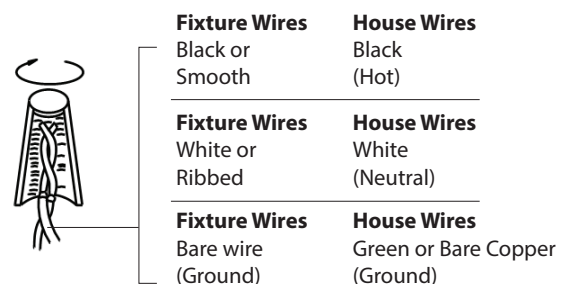 Fixture Wires House Wires
Black or Black
Smooth (Hot)
Fixture Wires House Wires
White or White
Ribbed (Neutral)
Fixture Wires House Wires
Bare wire Green or Bare Copper
(Ground) (Ground)